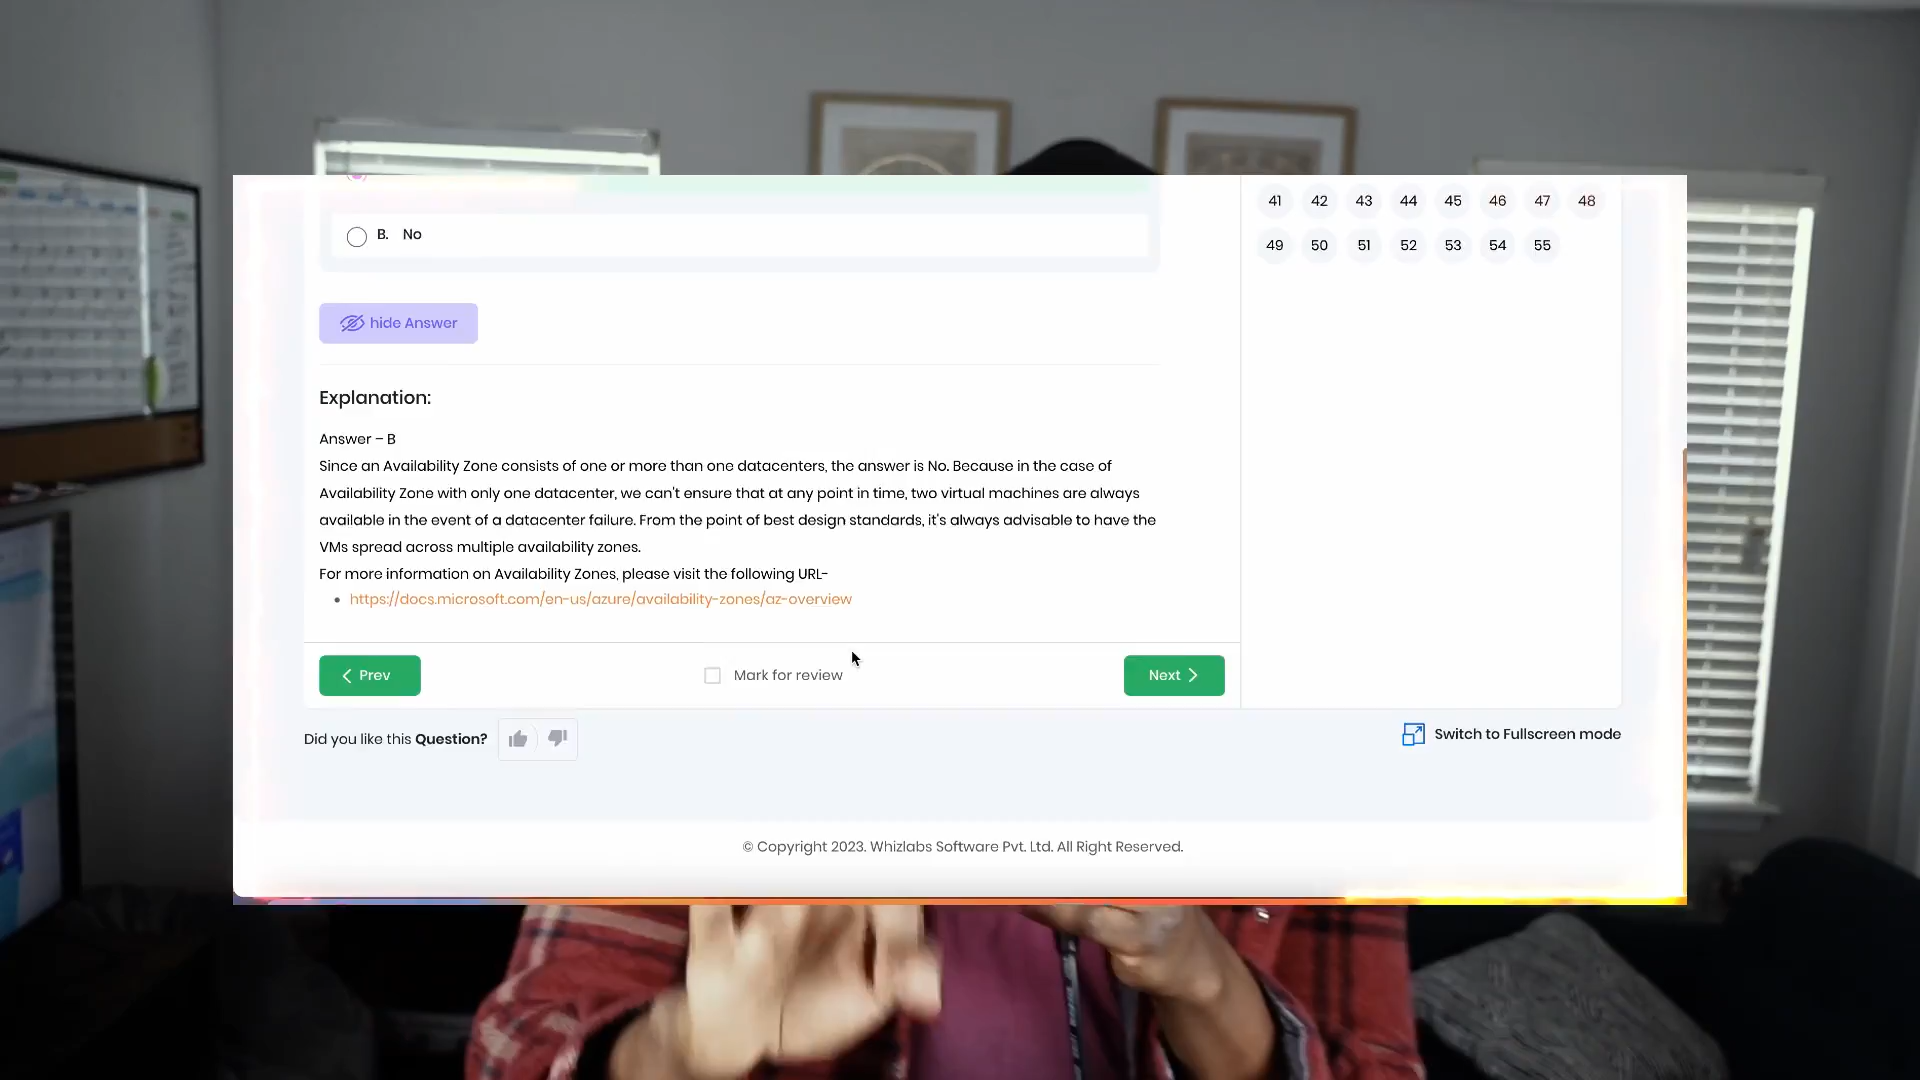 B. No
41 42 43 44 45 46 47 48
49 50 51 52 53 54 55
hide Answer
Explanation:
Answer – B
Since an Availability Zone consists of one or more than one datacenters, the answer is No. Because in the case of
Availability Zone with only one datacenter, we can't ensure that at any point in time, two virtual machines are always
available in the event of a datacenter failure. From the point of best design standards, it's always advisable to have the
VMs spread across multiple availability zones.
For more information on Availability Zones, please visit the following URL-
https://docs.microsoft.com/en-us/azure/availability-zones/az-overview
Prev
Mark for review
Next
Did you like this Question?
Switch to Fullscreen mode
© Copyright 2023. Whizlabs Software Pvt. Ltd. All Right Reserved.